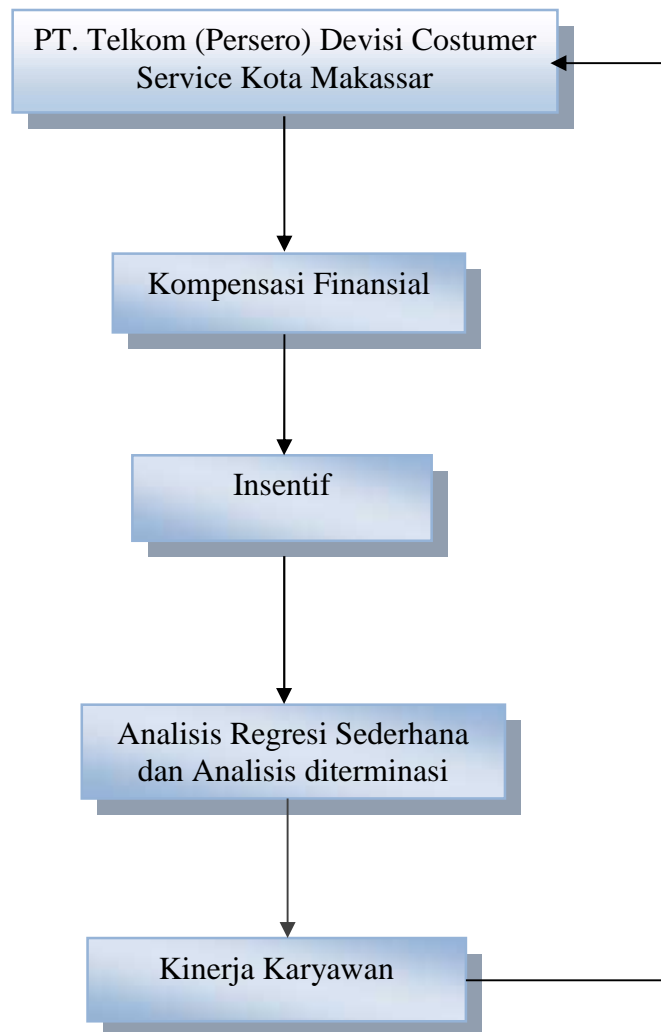 PT. Telkom (Persero) Devisi Costumer
Service Kota Makassar
Kompensasi Finansial
Insentif
Analisis Regresi Sederhana
dan Analisis diterminasi
Kinerja Karyawan